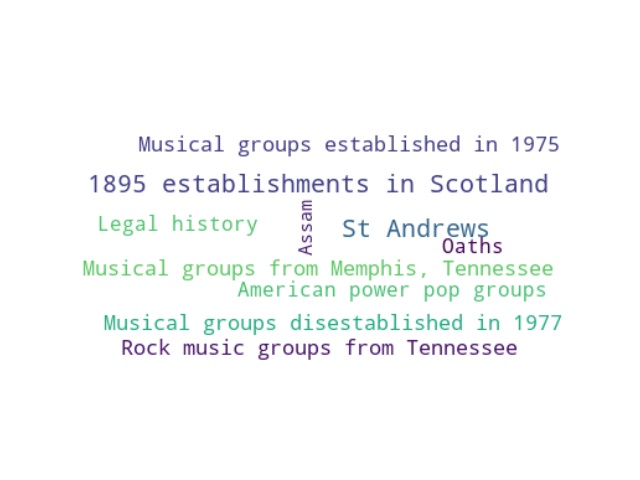 Musical groups established in 1975
1895 establishments in Scotland
Legal history
Assam
St Andrews
Oaths
Musical groups from Memphis, Tennessee
American power pop groups
Musical groups disestablished in 1977
Rock music groups from Tennessee